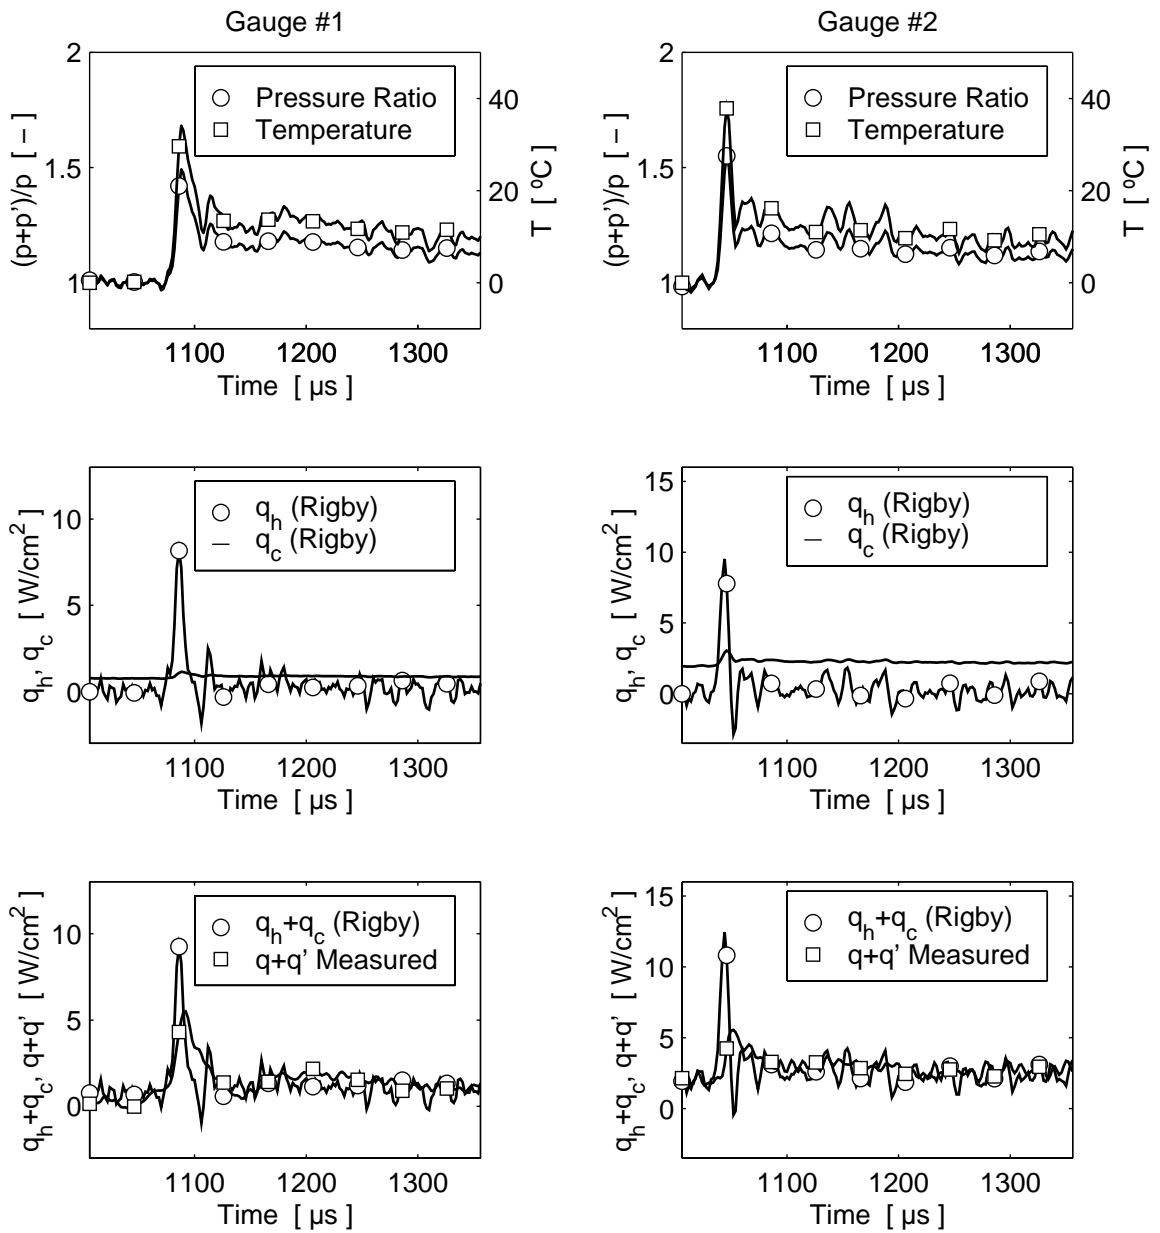 Gauge #1
2
1.5
1
(p+p')/p [ – ]
Pressure Ratio
Temperature
40
20
0
T [ ºC ]
1100 1200 1300
Time [ µs ]
Gauge #2
2
1.5
1
(p+p')/p [ – ]
Pressure Ratio
Temperature
40
20
0
T [ ºC ]
1100 1200 1300
Time [ µs ]
10
5
0
q_h, q_c [ W/cm^2 ]
q_h (Rigby)
q_c (Rigby)
1100 1200 1300
Time [ µs ]
15
10
5
0
q_h, q_c [ W/cm^2 ]
q_h (Rigby)
q_c (Rigby)
1100 1200 1300
Time [ µs ]
10
5
0
q_h+q_c, q+q' [ W/cm^2 ]
q_h+q_c (Rigby)
q+q' Measured
1100 1200 1300
Time [ µs ]
15
10
5
0
q_h+q_c, q+q' [ W/cm^2 ]
q_h+q_c (Rigby)
q+q' Measured
1100 1200 1300
Time [ µs ]